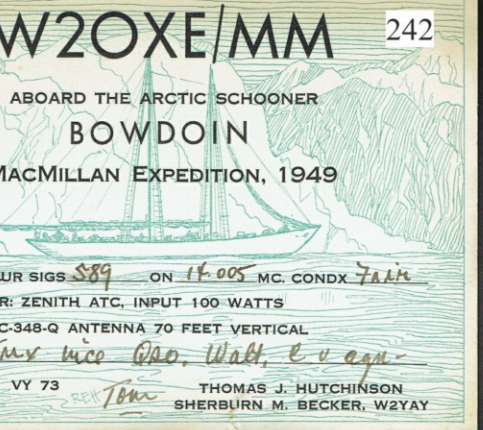 W2OXE/MM 242
ABOARD THE ARCTIC SCHOONER
BOWDOIN
MACMILLAN EXPEDITION, 1949
UR SIGS 589 ON 14.005 MC. CONDX Fair
R: ZENITH ATC, INPUT 100 WATTS
C-348-Q ANTENNA 70 FEET VERTICAL
Tnx nice QSO, Walt, C U agn-
VY 73 REH Tom THOMAS J. HUTCHINSON
SHERBURN M. BECKER, W2YAY